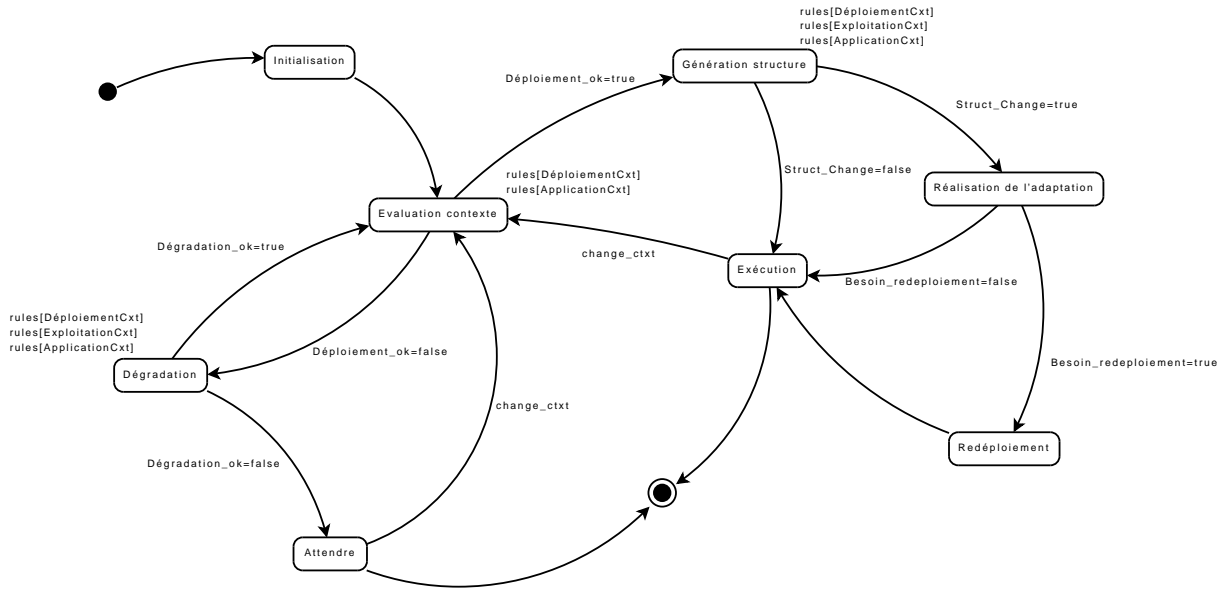 rules[DéploiementCxt]
rules[ExploitationCxt]
rules[ApplicationCxt]
Initialisation
Génération structure
Déploiement_ok=true
Struct_Change=true
Struct_Change=false
rules[DéploiementCxt]
rules[ApplicationCxt]
Réalisation de l'adaptation
Evaluation contexte
Dégradation_ok=true
change_ctxt
Exécution
Besoin_redeploiement=false
rules[DéploiementCxt]
rules[ExploitationCxt]
rules[ApplicationCxt]
Déploiement_ok=false
Besoin_redeploiement=true
Dégradation
change_ctxt
Redéploiement
Dégradation_ok=false
Attendre